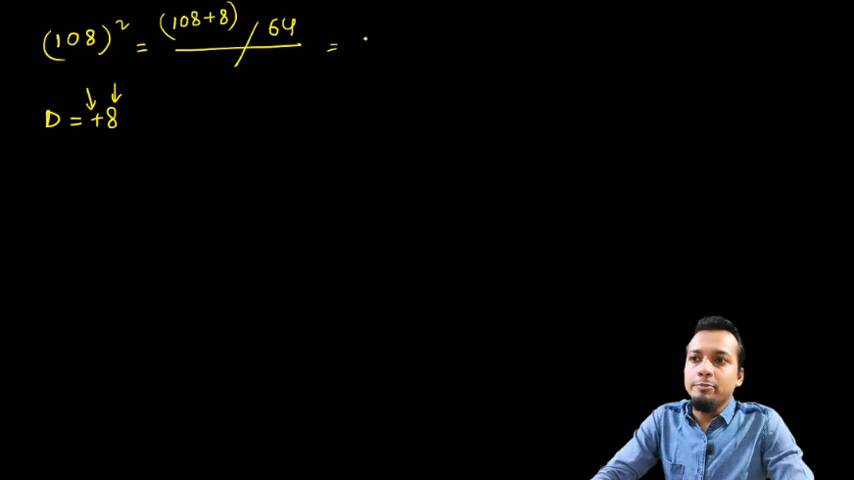 (108)² = (108+8) / 64 =
D = +8